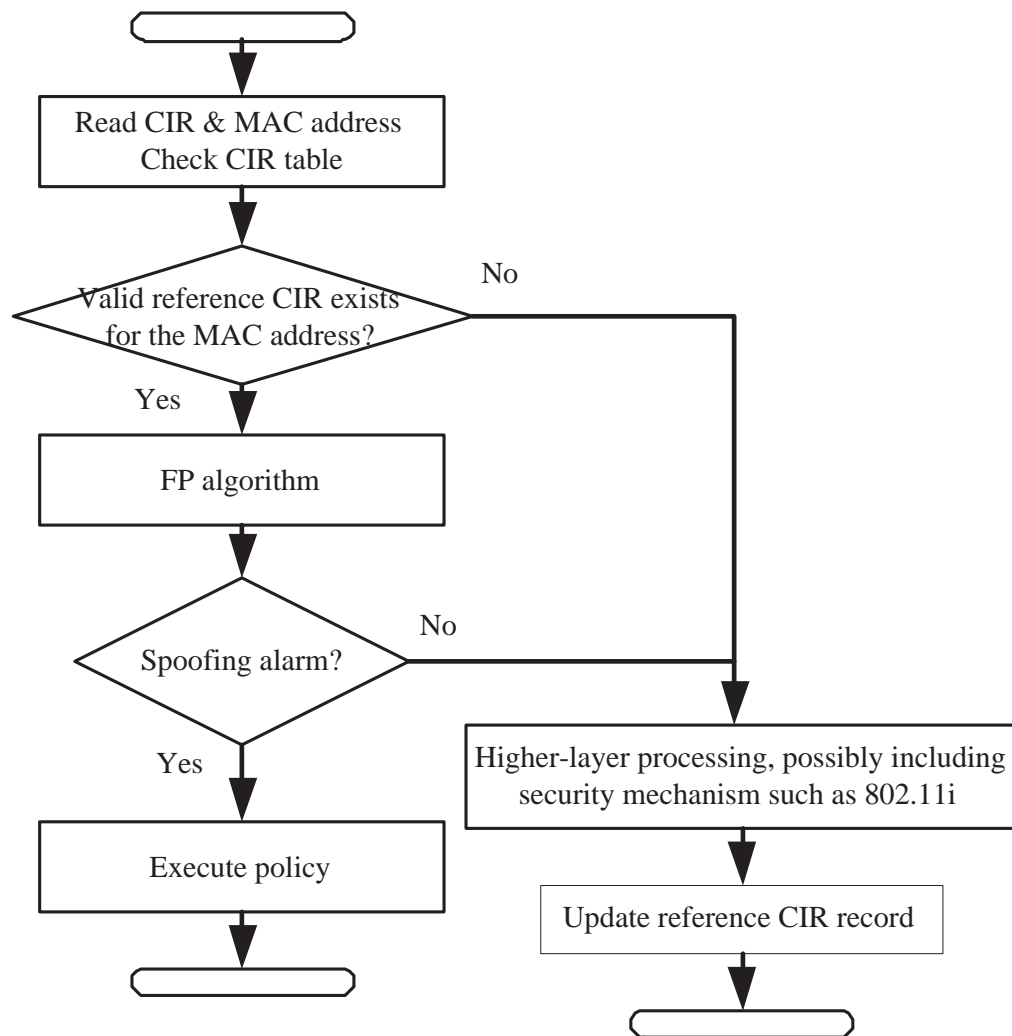 Read CIR & MAC address
Check CIR table
No
Valid reference CIR exists
for the MAC address?
Yes
FP algorithm
No
Spoofing alarm?
Yes
Higher-layer processing, possibly including
security mechanism such as 802.11i
Execute policy
Update reference CIR record